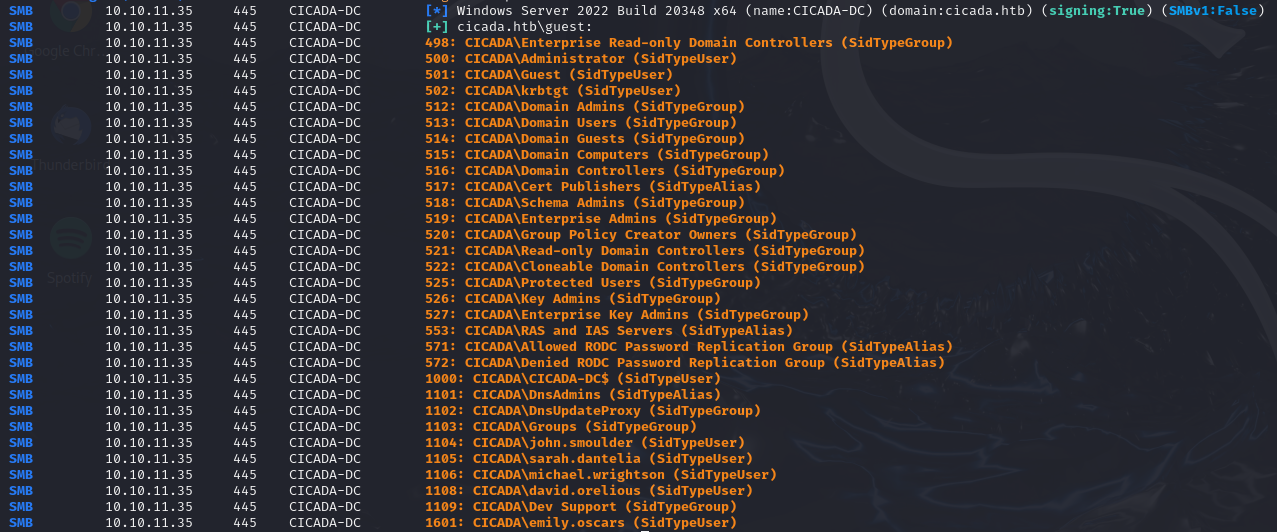 SMB 10.10.11.35 445 CICADA-DC [*] Windows Server 2022 Build 20348 x64 (name:CICADA-DC) (domain:cicada.htb) (signing:True) (SMBv1:False)
SMB 10.10.11.35 445 CICADA-DC [+] cicada.htb\guest:
SMB 10.10.11.35 445 CICADA-DC 498: CICADA\Enterprise Read-only Domain Controllers (SidTypeGroup)
SMB 10.10.11.35 445 CICADA-DC 500: CICADA\Administrator (SidTypeUser)
SMB 10.10.11.35 445 CICADA-DC 501: CICADA\Guest (SidTypeUser)
SMB 10.10.11.35 445 CICADA-DC 502: CICADA\krbtgt (SidTypeUser)
SMB 10.10.11.35 445 CICADA-DC 512: CICADA\Domain Admins (SidTypeGroup)
SMB 10.10.11.35 445 CICADA-DC 513: CICADA\Domain Users (SidTypeGroup)
SMB 10.10.11.35 445 CICADA-DC 514: CICADA\Domain Guests (SidTypeGroup)
SMB 10.10.11.35 445 CICADA-DC 515: CICADA\Domain Computers (SidTypeGroup)
SMB 10.10.11.35 445 CICADA-DC 516: CICADA\Domain Controllers (SidTypeGroup)
SMB 10.10.11.35 445 CICADA-DC 517: CICADA\Cert Publishers (SidTypeAlias)
SMB 10.10.11.35 445 CICADA-DC 518: CICADA\Schema Admins (SidTypeGroup)
SMB 10.10.11.35 445 CICADA-DC 519: CICADA\Enterprise Admins (SidTypeGroup)
SMB 10.10.11.35 445 CICADA-DC 520: CICADA\Group Policy Creator Owners (SidTypeGroup)
SMB 10.10.11.35 445 CICADA-DC 521: CICADA\Read-only Domain Controllers (SidTypeGroup)
SMB 10.10.11.35 445 CICADA-DC 522: CICADA\Cloneable Domain Controllers (SidTypeGroup)
SMB 10.10.11.35 445 CICADA-DC 525: CICADA\Protected Users (SidTypeGroup)
SMB 10.10.11.35 445 CICADA-DC 526: CICADA\Key Admins (SidTypeGroup)
SMB 10.10.11.35 445 CICADA-DC 527: CICADA\Enterprise Key Admins (SidTypeGroup)
SMB 10.10.11.35 445 CICADA-DC 553: CICADA\RAS and IAS Servers (SidTypeAlias)
SMB 10.10.11.35 445 CICADA-DC 571: CICADA\Allowed RODC Password Replication Group (SidTypeAlias)
SMB 10.10.11.35 445 CICADA-DC 572: CICADA\Denied RODC Password Replication Group (SidTypeAlias)
SMB 10.10.11.35 445 CICADA-DC 1000: CICADA\CICADA-DC$ (SidTypeUser)
SMB 10.10.11.35 445 CICADA-DC 1101: CICADA\DnsAdmins (SidTypeAlias)
SMB 10.10.11.35 445 CICADA-DC 1102: CICADA\DnsUpdateProxy (SidTypeGroup)
SMB 10.10.11.35 445 CICADA-DC 1103: CICADA\Groups (SidTypeGroup)
SMB 10.10.11.35 445 CICADA-DC 1104: CICADA\john.smoulder (SidTypeUser)
SMB 10.10.11.35 445 CICADA-DC 1105: CICADA\sarah.dantelia (SidTypeUser)
SMB 10.10.11.35 445 CICADA-DC 1106: CICADA\michael.wrightson (SidTypeUser)
SMB 10.10.11.35 445 CICADA-DC 1108: CICADA\david.orelious (SidTypeUser)
SMB 10.10.11.35 445 CICADA-DC 1109: CICADA\Dev Support (SidTypeGroup)
SMB 10.10.11.35 445 CICADA-DC 1601: CICADA\emily.oscars (SidTypeUser)
Spotify